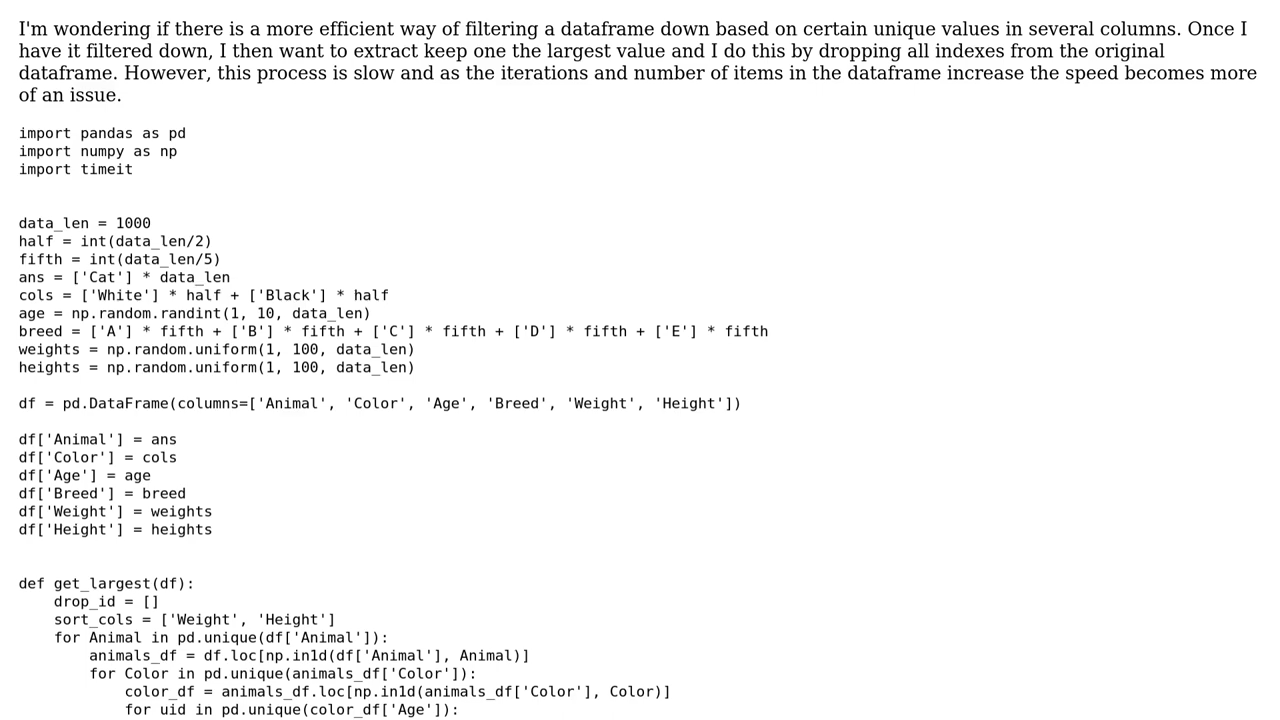 I'm wondering if there is a more efficient way of filtering a dataframe down based on certain unique values in several columns. Once I
have it filtered down, I then want to extract keep one the largest value and I do this by dropping all indexes from the original
dataframe. However, this process is slow and as the iterations and number of items in the dataframe increase the speed becomes more
of an issue.
import pandas as pd
import numpy as np
import timeit
data_len = 1000
half = int(data_len/2)
fifth = int(data_len/5)
ans = ['Cat'] * data_len
cols = ['White'] * half + ['Black'] * half
age = np.random.randint(1, 10, data_len)
breed = ['A'] * fifth + ['B'] * fifth + ['C'] * fifth + ['D'] * fifth + ['E'] * fifth
weights = np.random.uniform(1, 100, data_len)
heights = np.random.uniform(1, 100, data_len)
df = pd.DataFrame(columns=['Animal', 'Color', 'Age', 'Breed', 'Weight', 'Height'])
df['Animal'] = ans
df['Color'] = cols
df['Age'] = age
df['Breed'] = breed
df['Weight'] = weights
df['Height'] = heights
def get_largest(df):
    drop_id = []
    sort_cols = ['Weight', 'Height']
    for Animal in pd.unique(df['Animal']):
        animals_df = df.loc[np.in1d(df['Animal'], Animal)]
        for Color in pd.unique(animals_df['Color']):
            color_df = animals_df.loc[np.in1d(animals_df['Color'], Color)]
            for uid in pd.unique(color_df['Age']):